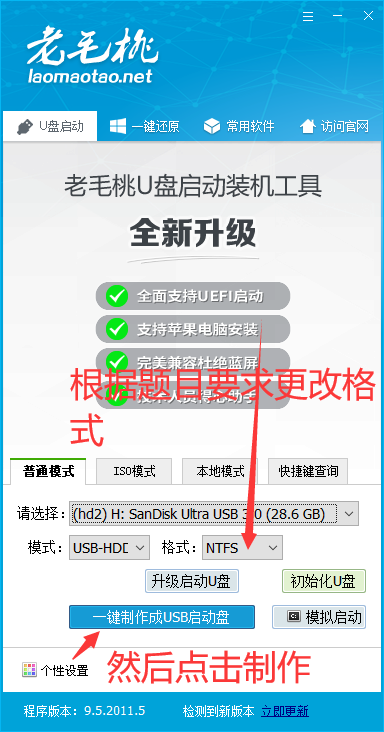 老毛桃
laomaotao.net
U盘启动 一键还原 常用软件 访问官网
老毛桃U盘启动装机工具
全新升级
全面支持UEFI启动
支持苹果电脑安装
完美兼容杜绝蓝屏
根据题目要求更改格
式
普通模式 ISO模式 本地模式 快捷键查询
请选择: (hd2) H: SanDisk Ultra USB 3.0 (28.6 GB)
模式: USB-HDD 格式: NTFS
升级启动U盘 初始化U盘
一键制作成USB启动盘 模拟启动
个性设置 然后点击制作
程序版本: 9.5.2011.5 检测到新版本 立即更新